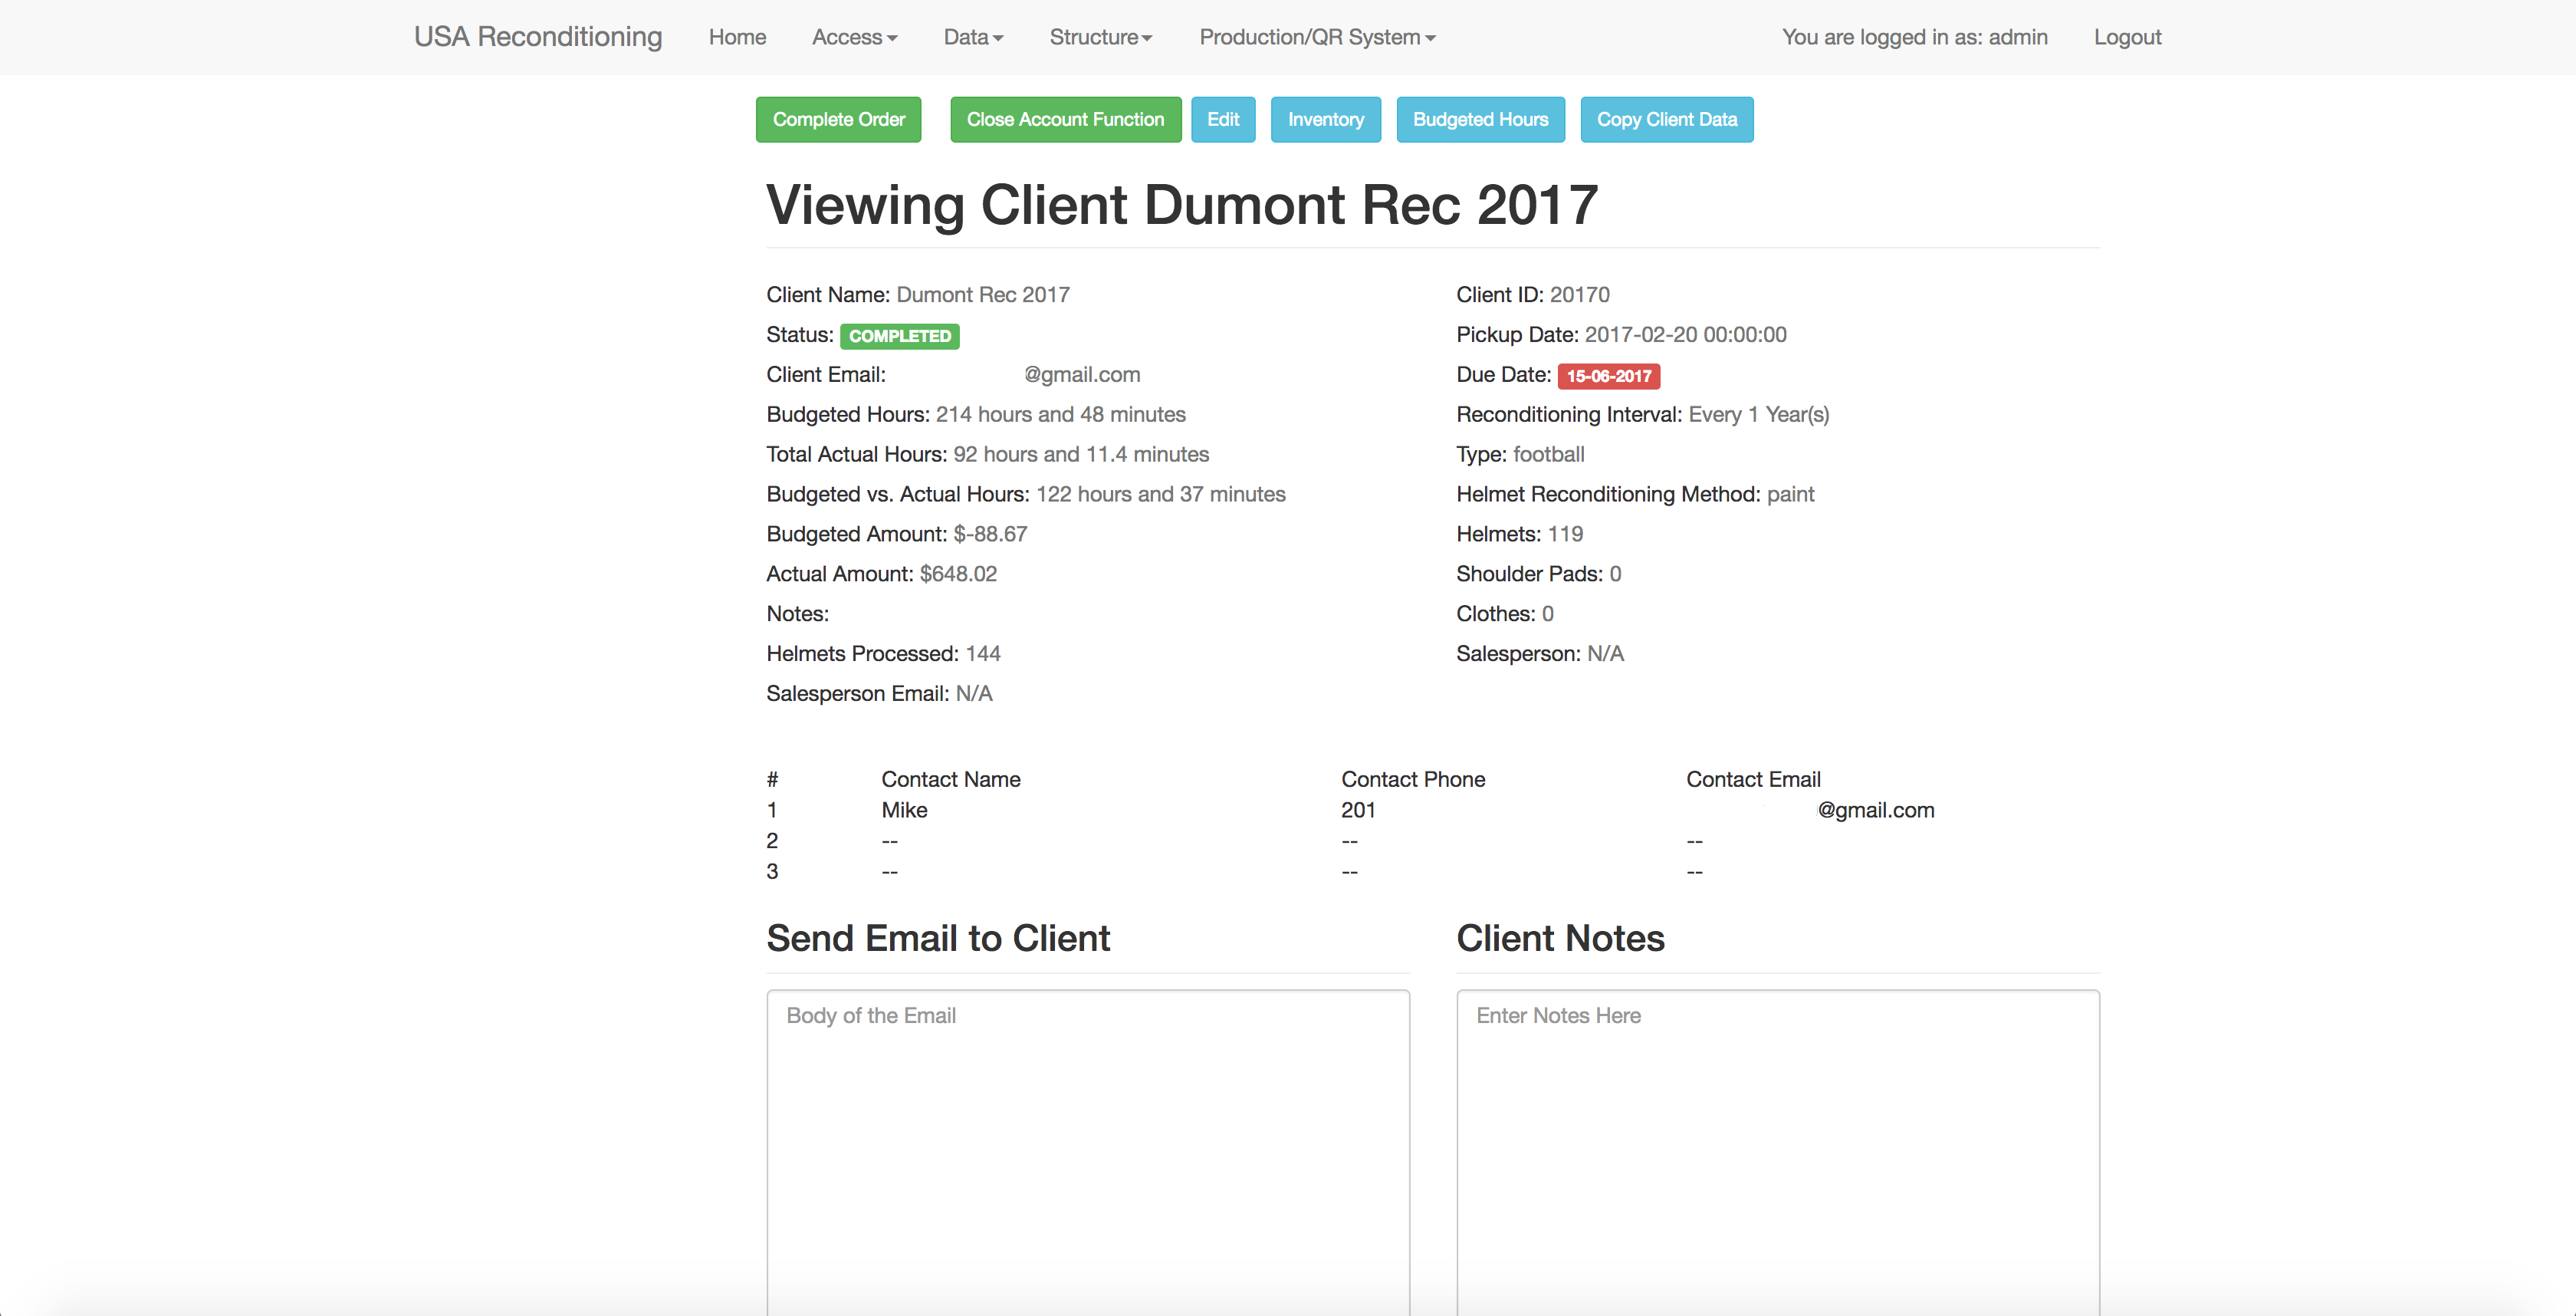 USA Reconditioning Home Access Data Structure Production/QR System You are logged in as: admin Logout
Complete Order Close Account Function Edit Inventory Budgeted Hours Copy Client Data
Viewing Client Dumont Rec 2017
Client Name: Dumont Rec 2017
Status: COMPLETED
Client Email: @gmail.com
Budgeted Hours: 214 hours and 48 minutes
Total Actual Hours: 92 hours and 11.4 minutes
Budgeted vs. Actual Hours: 122 hours and 37 minutes
Budgeted Amount: $-88.67
Actual Amount: $648.02
Notes:
Helmets Processed: 144
Salesperson Email: N/A
Client ID: 20170
Pickup Date: 2017-02-20 00:00:00
Due Date: 15-06-2017
Reconditioning Interval: Every 1 Year(s)
Type: football
Helmet Reconditioning Method: paint
Helmets: 119
Shoulder Pads: 0
Clothes: 0
Salesperson: N/A
# Contact Name Contact Phone Contact Email
1 Mike 201 @gmail.com
2 -- -- --
3 -- -- --
Send Email to Client
Body of the Email
Client Notes
Enter Notes Here